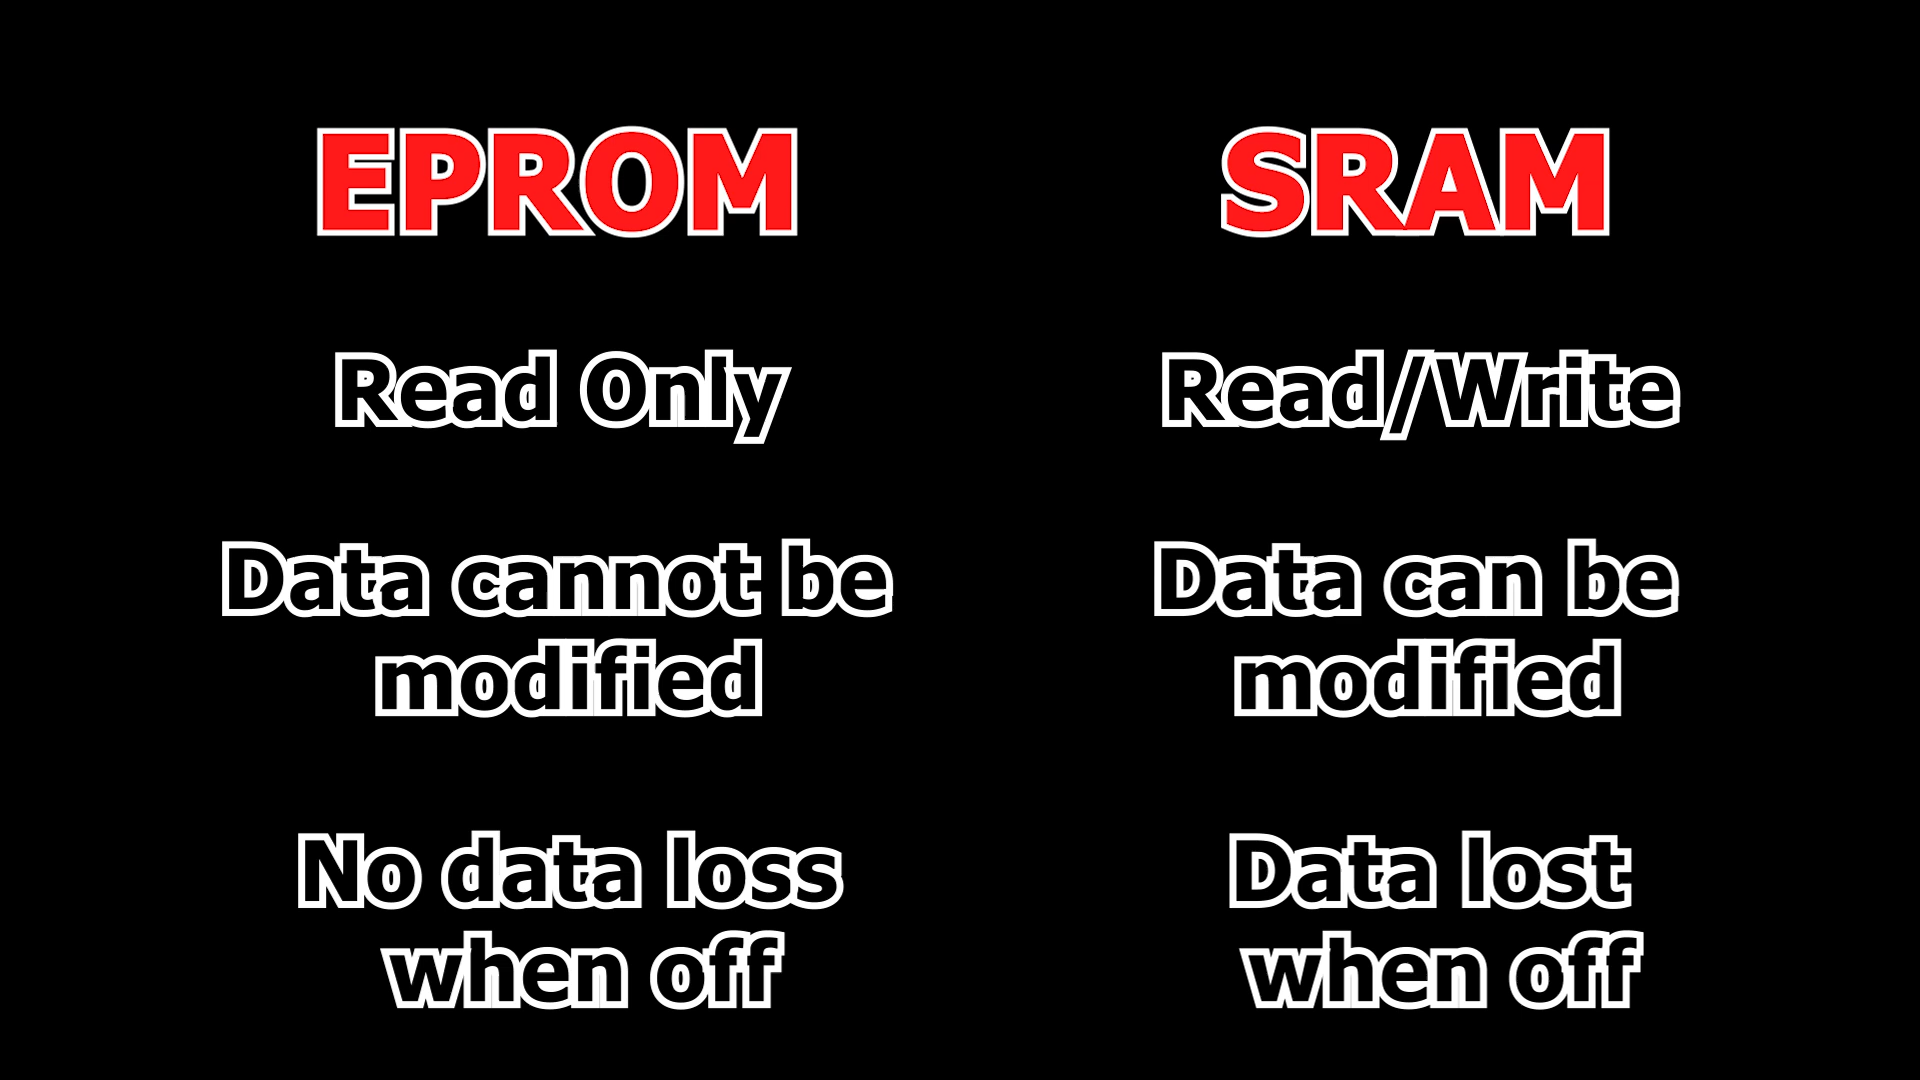 EPROM
Read Only
Data cannot be
modified
No data loss
when off
SRAM
Read/Write
Data can be
modified
Data lost
when off